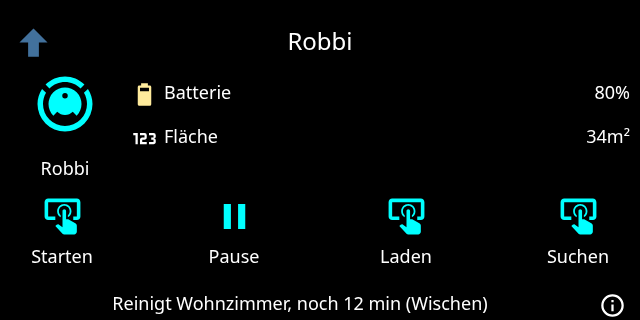 Robbi
Batterie 80%
123 Fläche 34m²
Robbi
Starten Pause Laden Suchen
Reinigt Wohnzimmer, noch 12 min (Wischen)